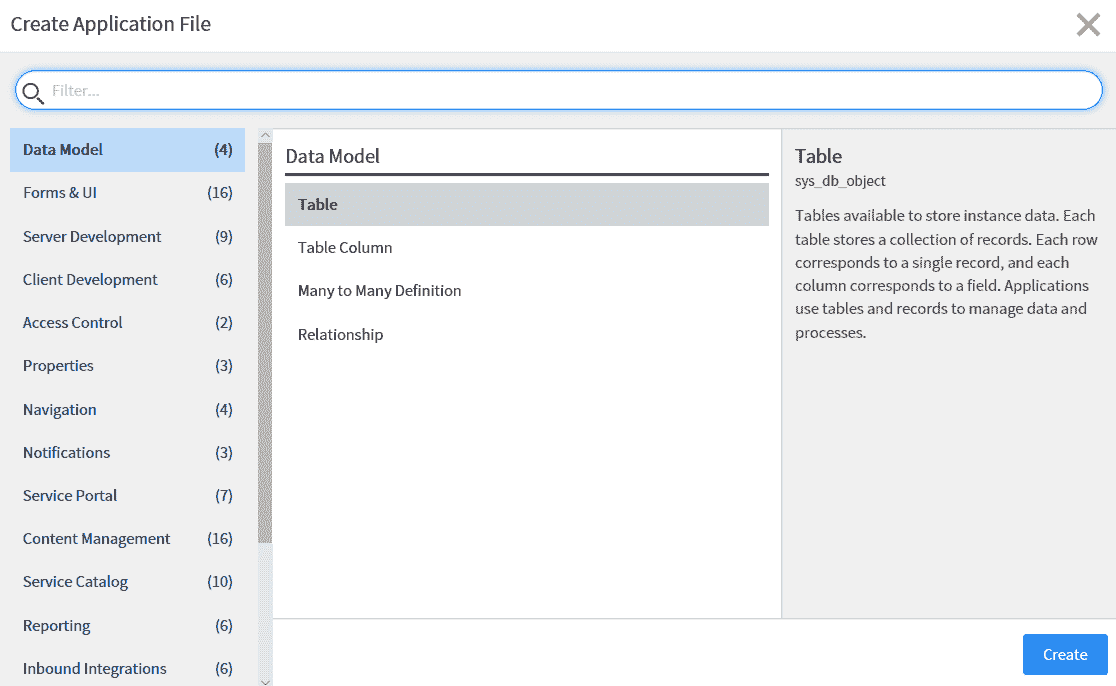 Create Application File
Filter...
Data Model (4)
Forms & UI (16)
Server Development (9)
Client Development (6)
Access Control (2)
Properties (3)
Navigation (4)
Notifications (3)
Service Portal (7)
Content Management (16)
Service Catalog (10)
Reporting (6)
Inbound Integrations (6)
Data Model
Table
Table Column
Many to Many Definition
Relationship
Table
sys_db_object
Tables available to store instance data. Each
table stores a collection of records. Each row
corresponds to a single record, and each
column corresponds to a field. Applications
use tables and records to manage data and
processes.
Create